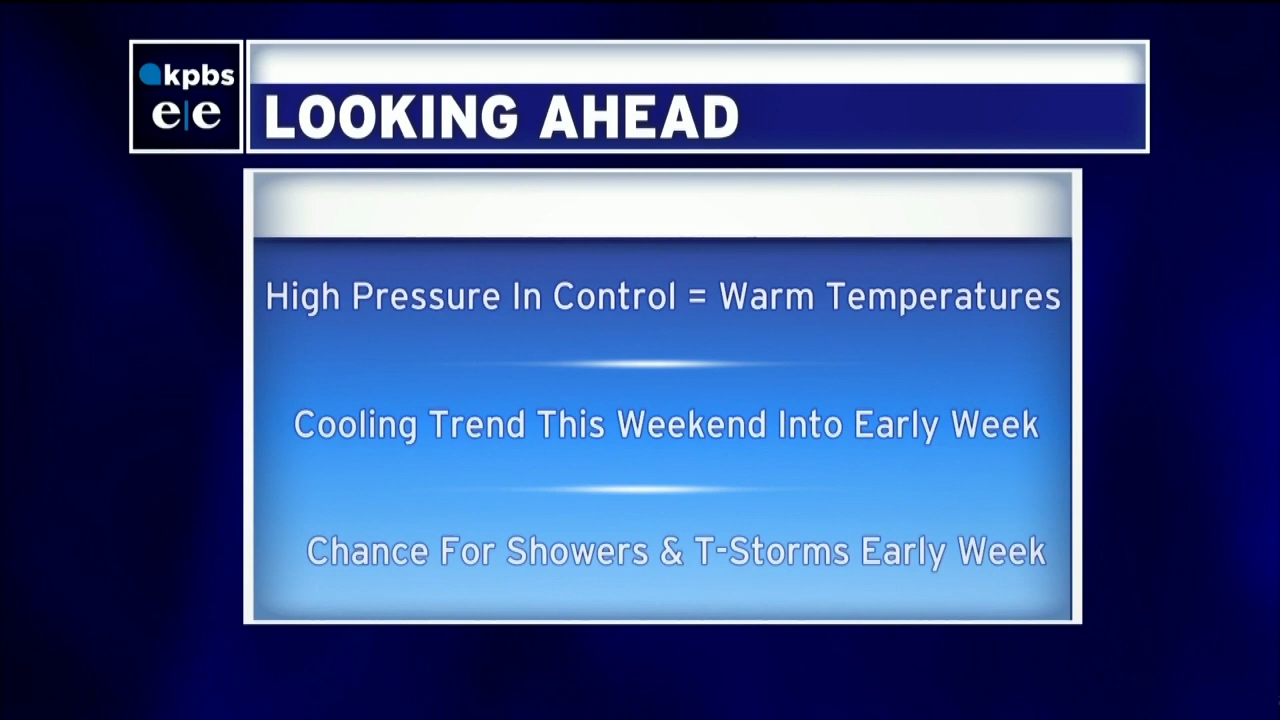 kpbs
e|e
LOOKING AHEAD
High Pressure In Control = Warm Temperatures
Cooling Trend This Weekend Into Early Week
Chance For Showers & T-Storms Early Week